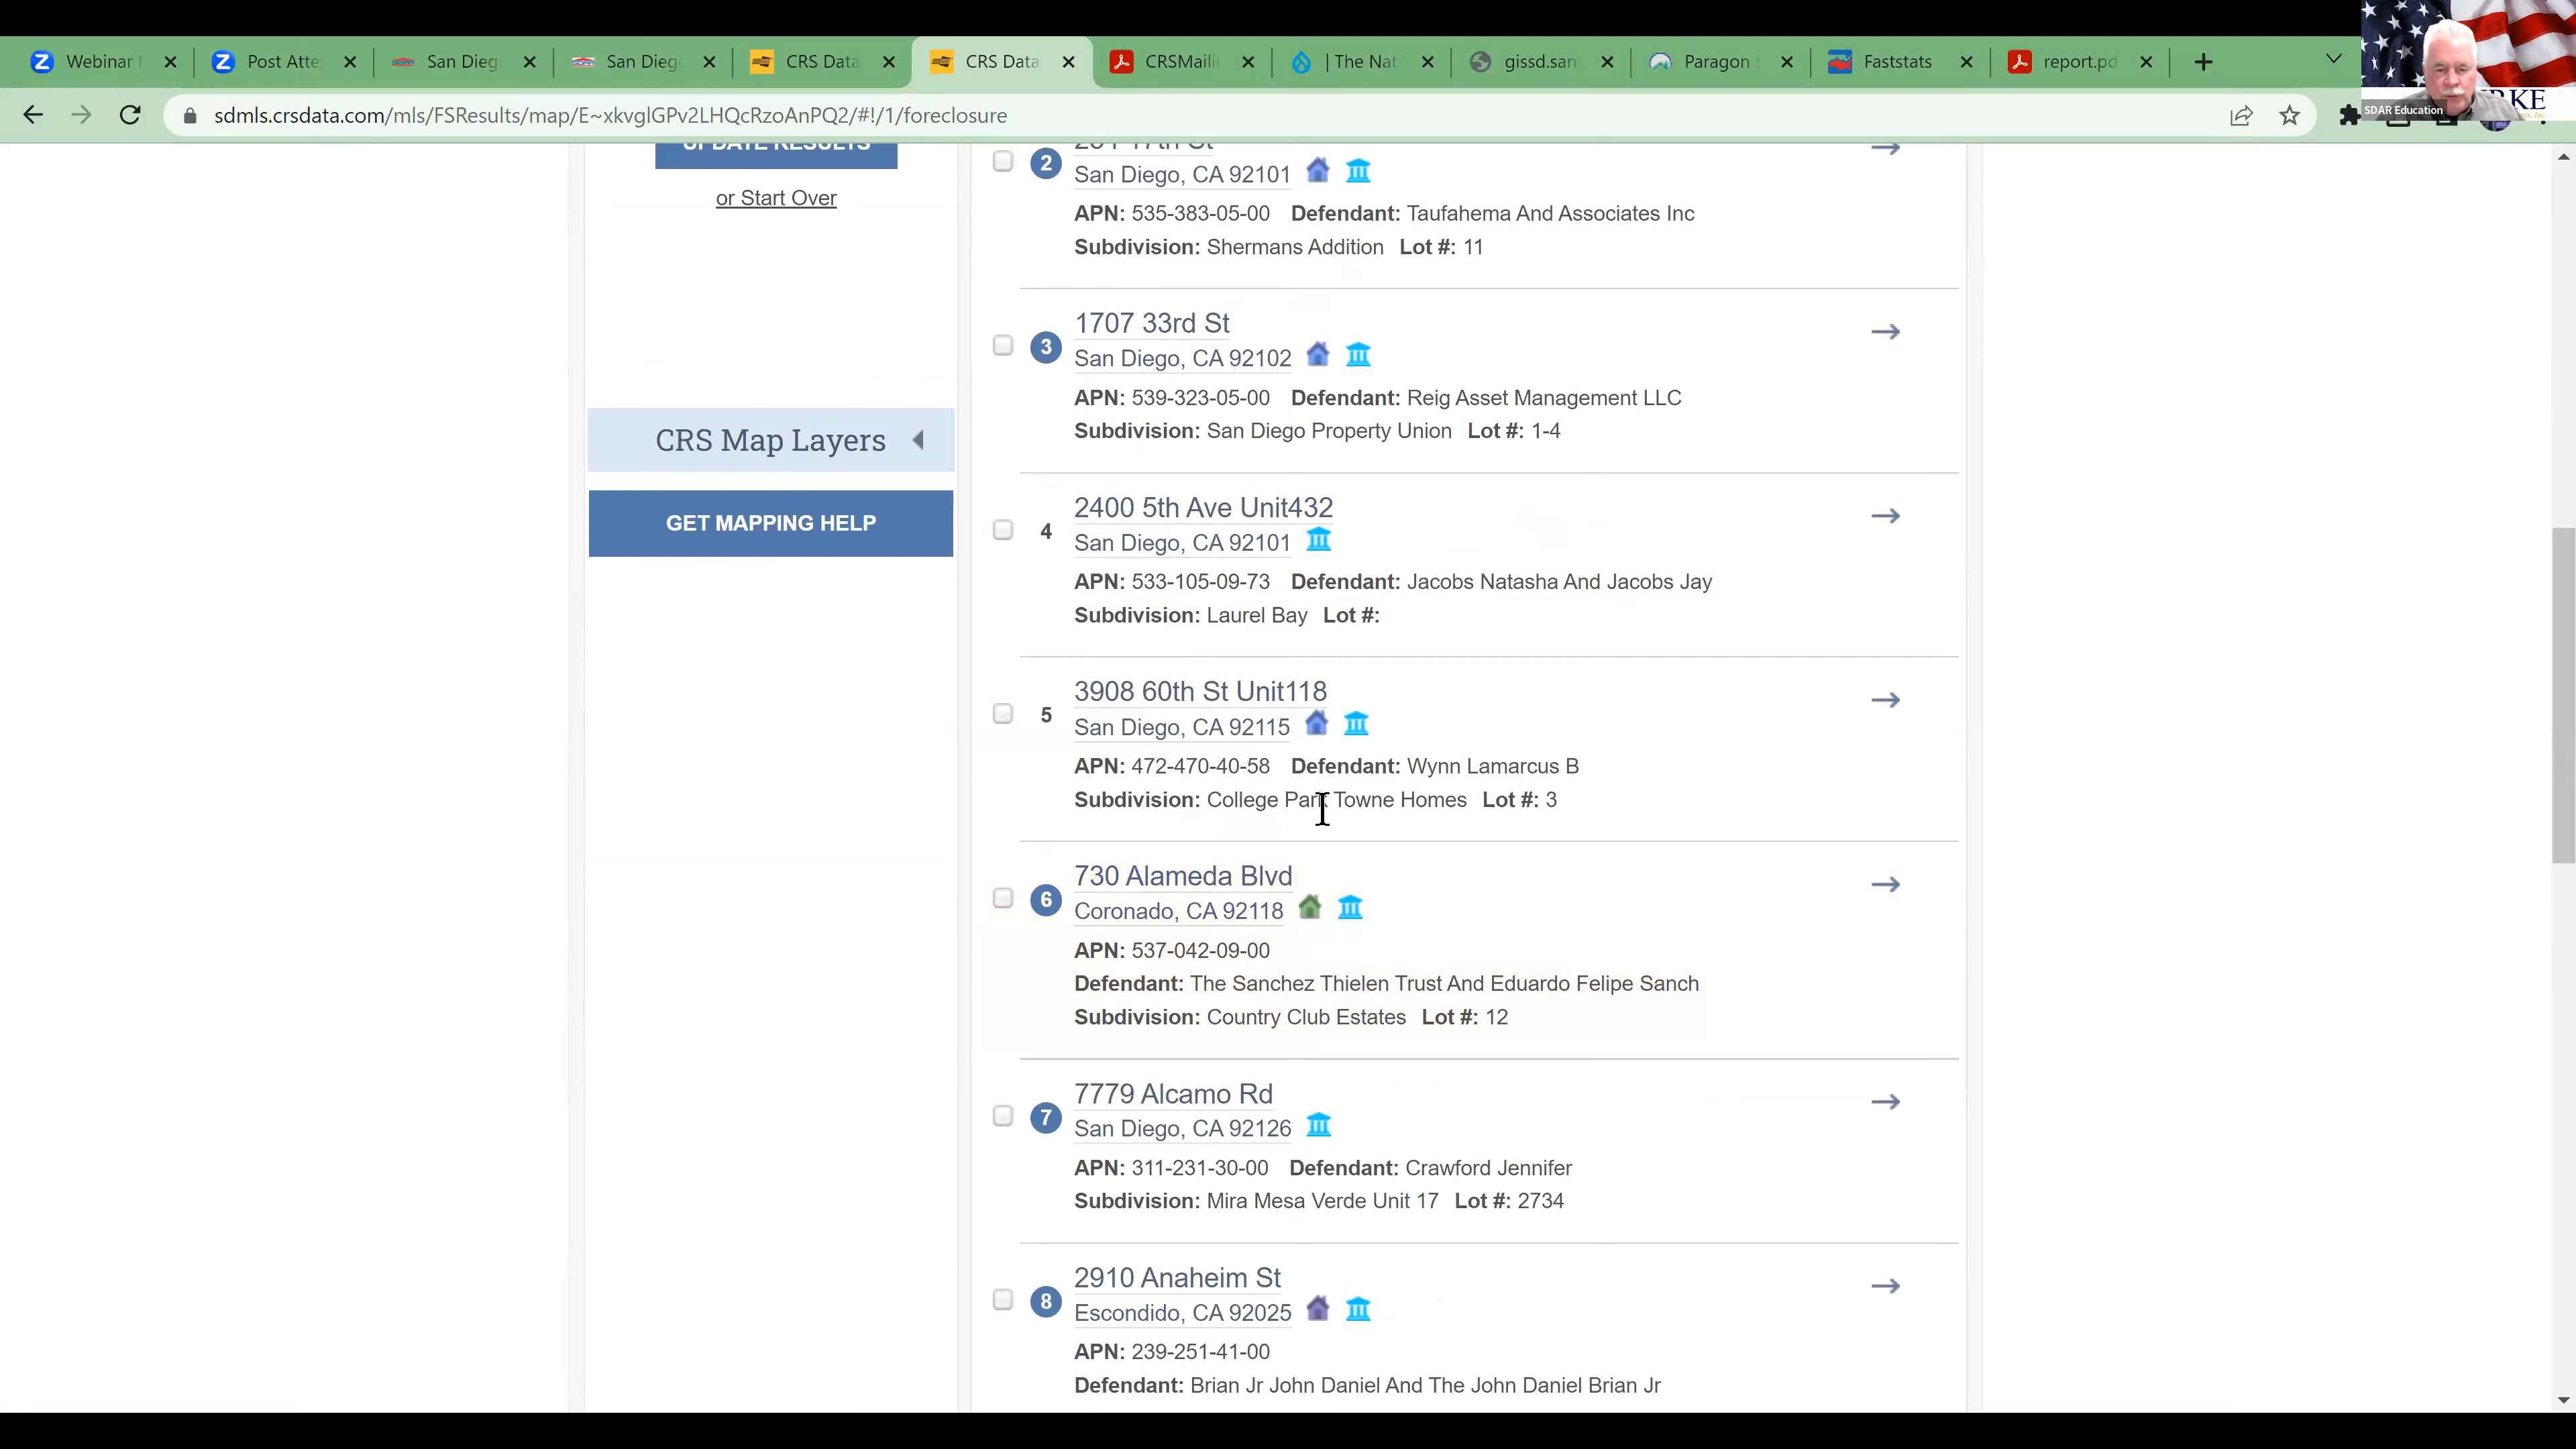 Webinar
Post Atte
San Dieg
San Dieg
CRS Data
CRS Data
CRSMaili
| The Nat
gissd.san
Paragon
Faststats
report.pd
sdmls.crsdata.com/mls/FSResults/map/E~xkvglGPv2LHQcRzoAnPQ2/#!/1/foreclosure
SDAR Education
UPDATE RESULTS
or Start Over
CRS Map Layers
GET MAPPING HELP
2
17th St
San Diego, CA 92101
APN: 535-383-05-00 Defendant: Taufahema And Associates Inc
Subdivision: Shermans Addition Lot #: 11
3
1707 33rd St
San Diego, CA 92102
APN: 539-323-05-00 Defendant: Reig Asset Management LLC
Subdivision: San Diego Property Union Lot #: 1-4
4
2400 5th Ave Unit432
San Diego, CA 92101
APN: 533-105-09-73 Defendant: Jacobs Natasha And Jacobs Jay
Subdivision: Laurel Bay Lot #:
5
3908 60th St Unit118
San Diego, CA 92115
APN: 472-470-40-58 Defendant: Wynn Lamarcus B
Subdivision: College Park Towne Homes Lot #: 3
6
730 Alameda Blvd
Coronado, CA 92118
APN: 537-042-09-00
Defendant: The Sanchez Thielen Trust And Eduardo Felipe Sanch
Subdivision: Country Club Estates Lot #: 12
7
7779 Alcamo Rd
San Diego, CA 92126
APN: 311-231-30-00 Defendant: Crawford Jennifer
Subdivision: Mira Mesa Verde Unit 17 Lot #: 2734
8
2910 Anaheim St
Escondido, CA 92025
APN: 239-251-41-00
Defendant: Brian Jr John Daniel And The John Daniel Brian Jr